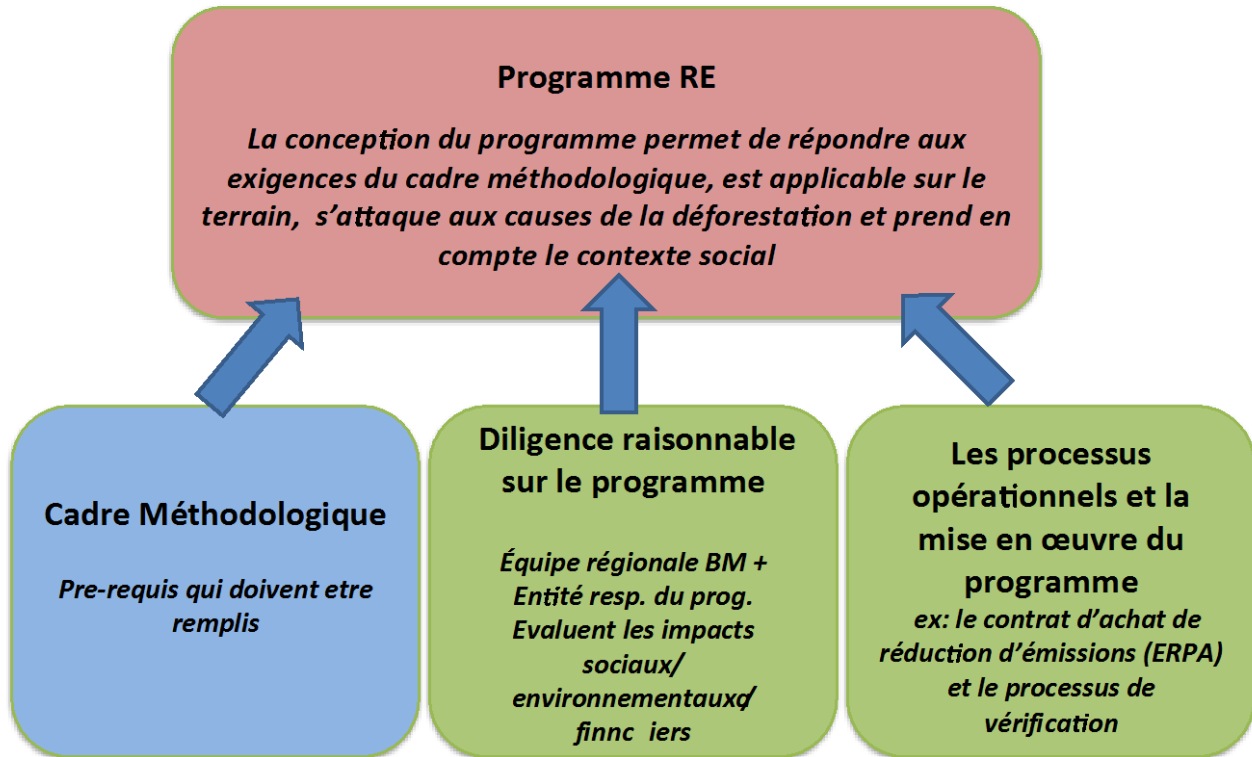 Programme RE
La conception du programme permet de répondre aux
exigences du cadre méthodologique, est applicable sur le
terrain, s'attaque aux causes de la déforestation et prend en
compte le contexte social
Cadre Méthodologique
Pre-requis qui doivent etre
remplis
Diligence raisonnable
sur le programme
Équipe régionale BM +
Entité resp. du prog.
Evaluent les impacts
sociaux/
environnementaux/
finnc iers
Les processus
opérationnels et la
mise en œuvre du
programme
ex: le contrat d'achat de
réduction d'émissions (ERPA)
et le processus de
vérification